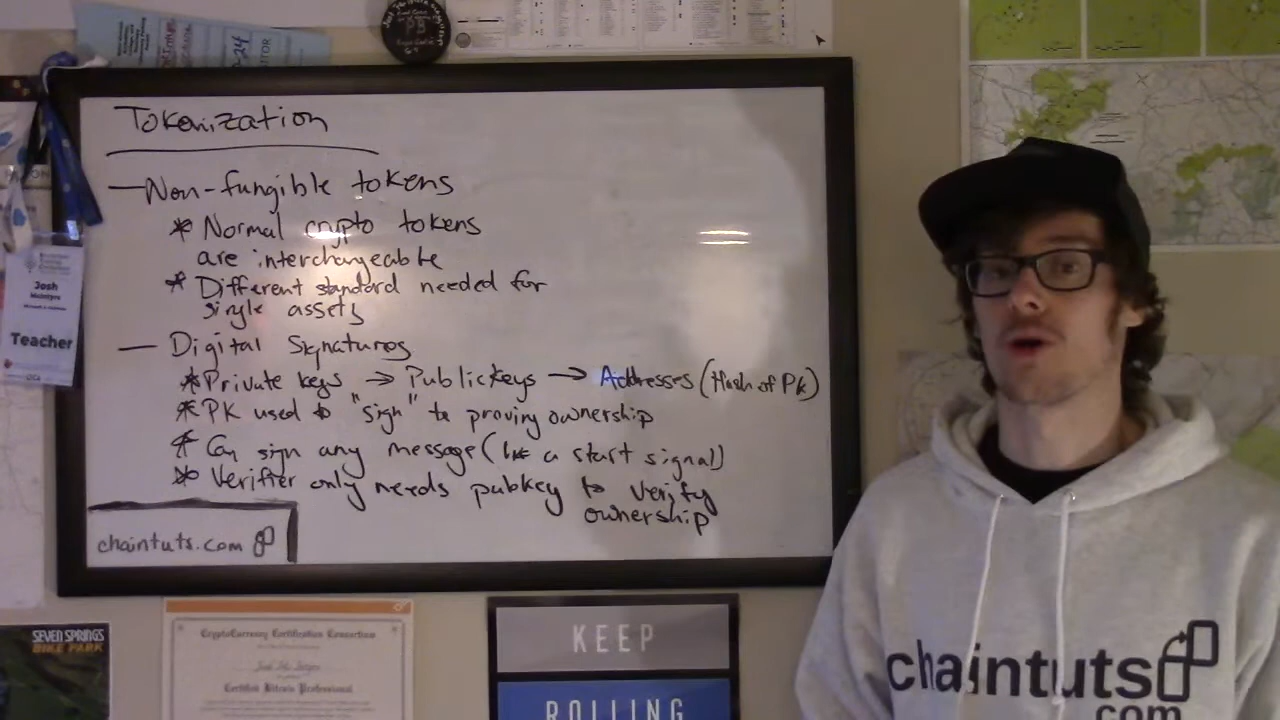 Tokenization
— Non-fungible tokens
* Normal crypto tokens
are interchangeable
* Different standard needed for
single assets
— Digital Signatures
* Private keys → Public Keys → Addresses (Hash of PK)
* PK used to "sign" to proving ownership
* Can sign any message (like a start signal)
* Verifier only needs pubkey to verify
ownership
chaintuts.com
Josh
McIntyre
Teacher
SEVEN SPRINGS
BIKE PARK
CryptoCurrency Certification Consortium
Certified Bitcoin Professional
KEEP
ROLLING
chaintuts
.com